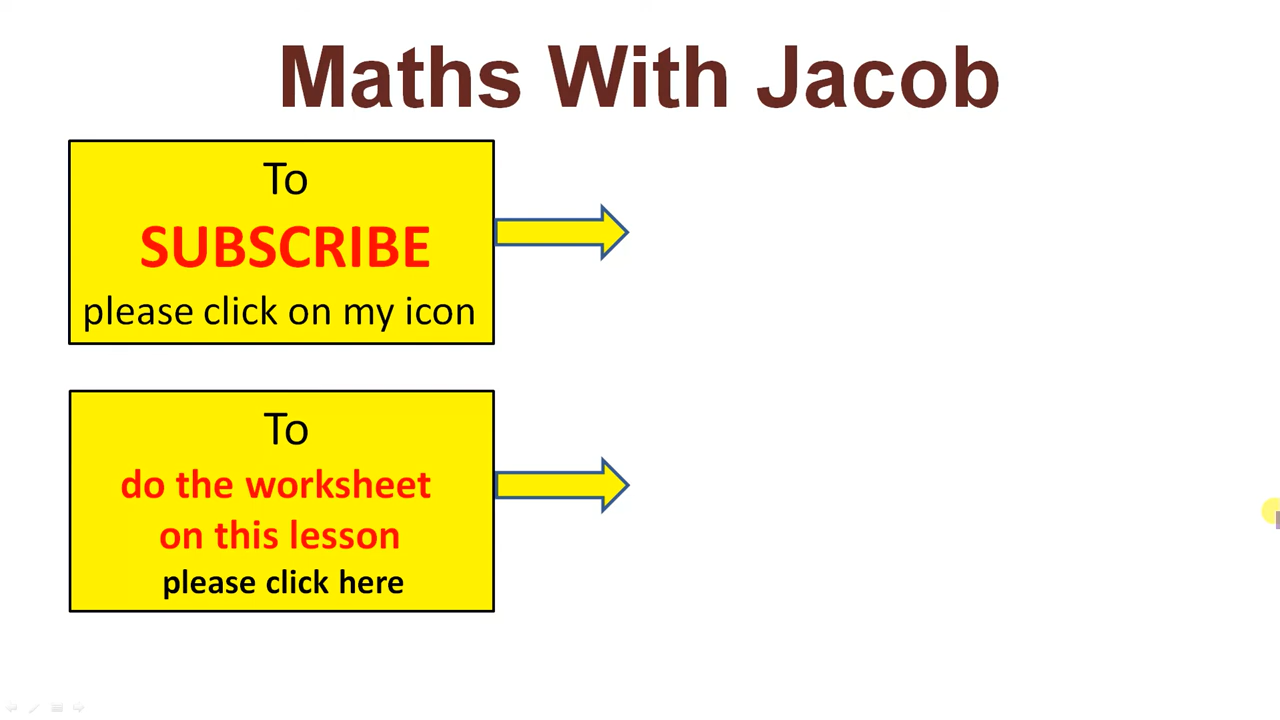 Maths With Jacob
To
SUBSCRIBE
please click on my icon
To
do the worksheet
on this lesson
please click here